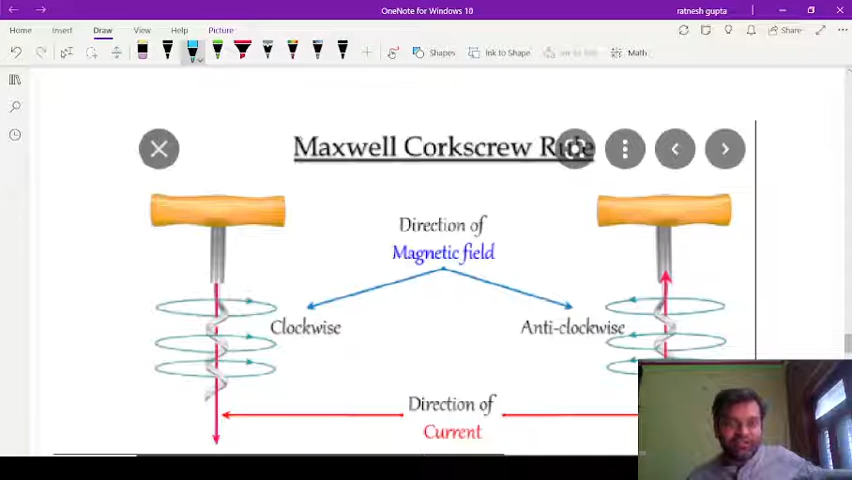 OneNote for Windows 10
ratnesh gupta
Home Insert Draw View Help Picture
Share
Shapes Ink to Shape Math
Maxwell Corkscrew Rule
Direction of
Magnetic field
Clockwise
Anti-clockwise
Direction of
Current